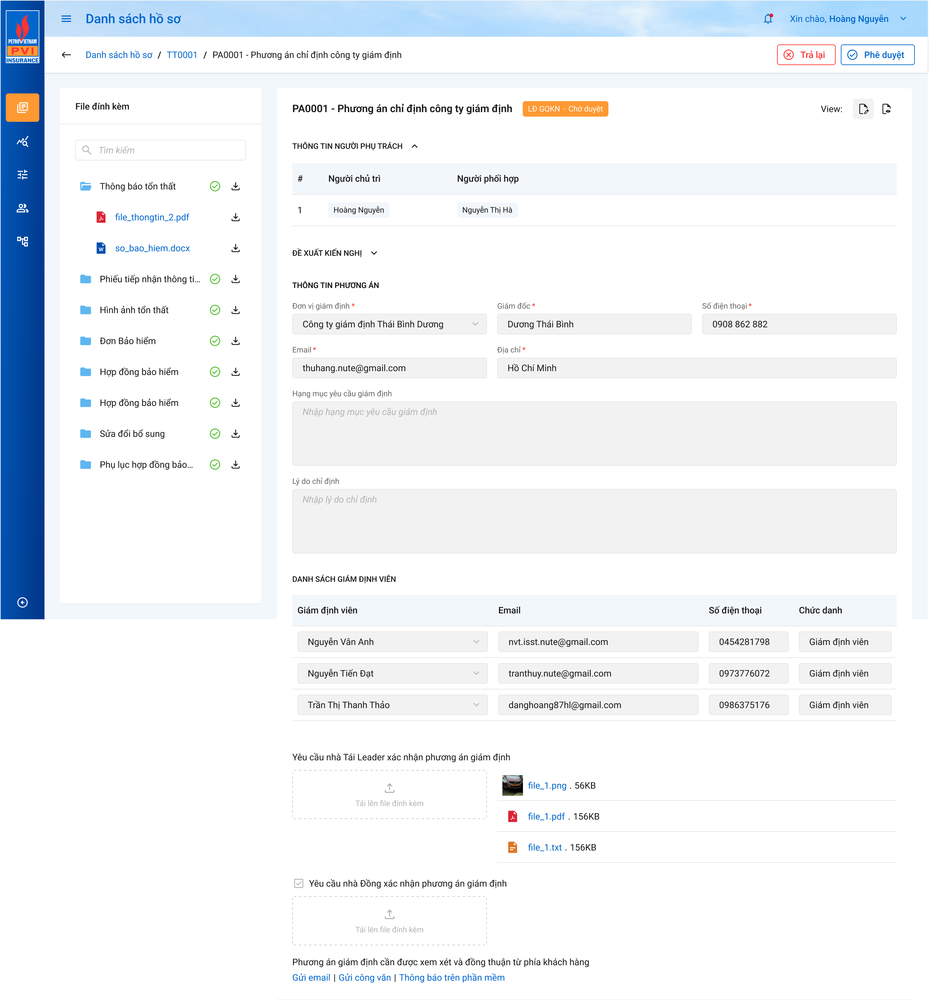 PETROVIETNAM
PVI
INSURANCE
Danh sách hồ sơ
Xin chào, Hoàng Nguyễn
Danh sách hồ sơ / TT0001 / PA0001 - Phương án chỉ định công ty giám định
Trả lại
Phê duyệt
File đính kèm
Tìm kiếm
Thông báo tổn thất
file_thongtin_2.pdf
so_bao_hiem.docx
Phiếu tiếp nhận thông ti...
Hình ảnh tổn thất
Đơn Bảo hiểm
Hợp đồng bảo hiểm
Hợp đồng bảo hiểm
Sửa đổi bổ sung
Phụ lục hợp đồng bảo...
PA0001 - Phương án chỉ định công ty giám định
LĐ GQKN - Chờ duyệt
View:
THÔNG TIN NGƯỜI PHỤ TRÁCH
# Người chủ trì Người phối hợp
1 Hoàng Nguyễn Nguyễn Thị Hà
ĐỀ XUẤT KIẾN NGHỊ
THÔNG TIN PHƯƠNG ÁN
Đơn vị giám định * Giám đốc * Số điện thoại *
Công ty giám định Thái Bình Dương Dương Thái Bình 0908 862 882
Email * Địa chỉ *
thuhang.nute@gmail.com Hồ Chí Minh
Hạng mục yêu cầu giám định
Nhập hạng mục yêu cầu giám định
Lý do chỉ định
Nhập lý do chỉ định
DANH SÁCH GIÁM ĐỊNH VIÊN
Giám định viên Email Số điện thoại Chức danh
Nguyễn Vân Anh nvt.isst.nute@gmail.com 0454281798 Giám định viên
Nguyễn Tiến Đạt tranthuy.nute@gmail.com 0973776072 Giám định viên
Trần Thị Thanh Thảo danghoang87hl@gmail.com 0986375176 Giám định viên
Yêu cầu nhà Tái Leader xác nhận phương án giám định
Tải lên file đính kèm
file_1.png . 56KB
file_1.pdf . 156KB
file_1.txt . 156KB
Yêu cầu nhà Đồng xác nhận phương án giám định
Tải lên file đính kèm
Phương án giám định cần được xem xét và đồng thuận từ phía khách hàng
Gửi email | Gửi công văn | Thông báo trên phần mềm